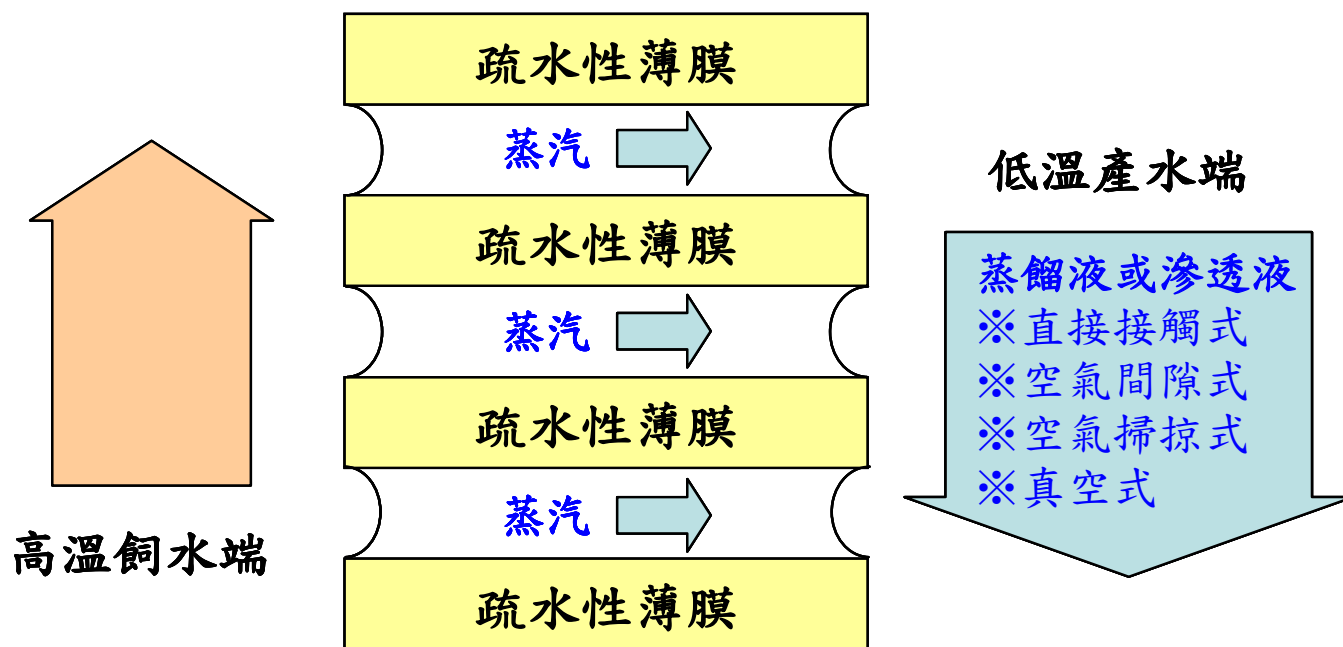 疏水性薄膜
蒸汽
疏水性薄膜
蒸汽
疏水性薄膜
蒸汽
疏水性薄膜
高溫飼水端
低溫產水端
蒸餾液或滲透液
※直接接觸式
※空氣間隙式
※空氣掃掠式
※真空式